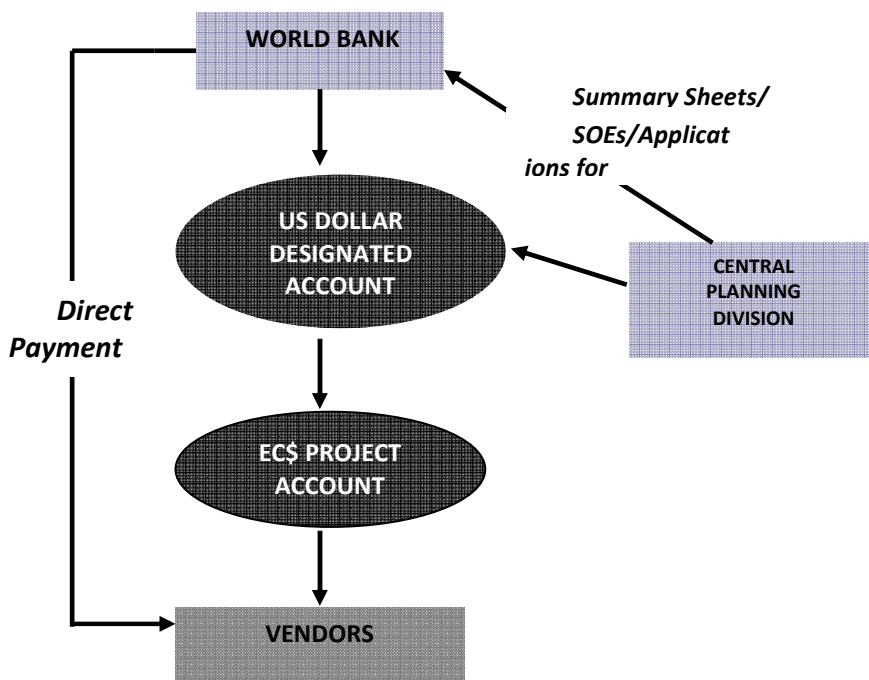 WORLD BANK
Summary Sheets/
SOEs/Applicat
ions for
US DOLLAR
DESIGNATED
ACCOUNT
CENTRAL
PLANNING
DIVISION
Direct
Payment
EC$ PROJECT
ACCOUNT
VENDORS